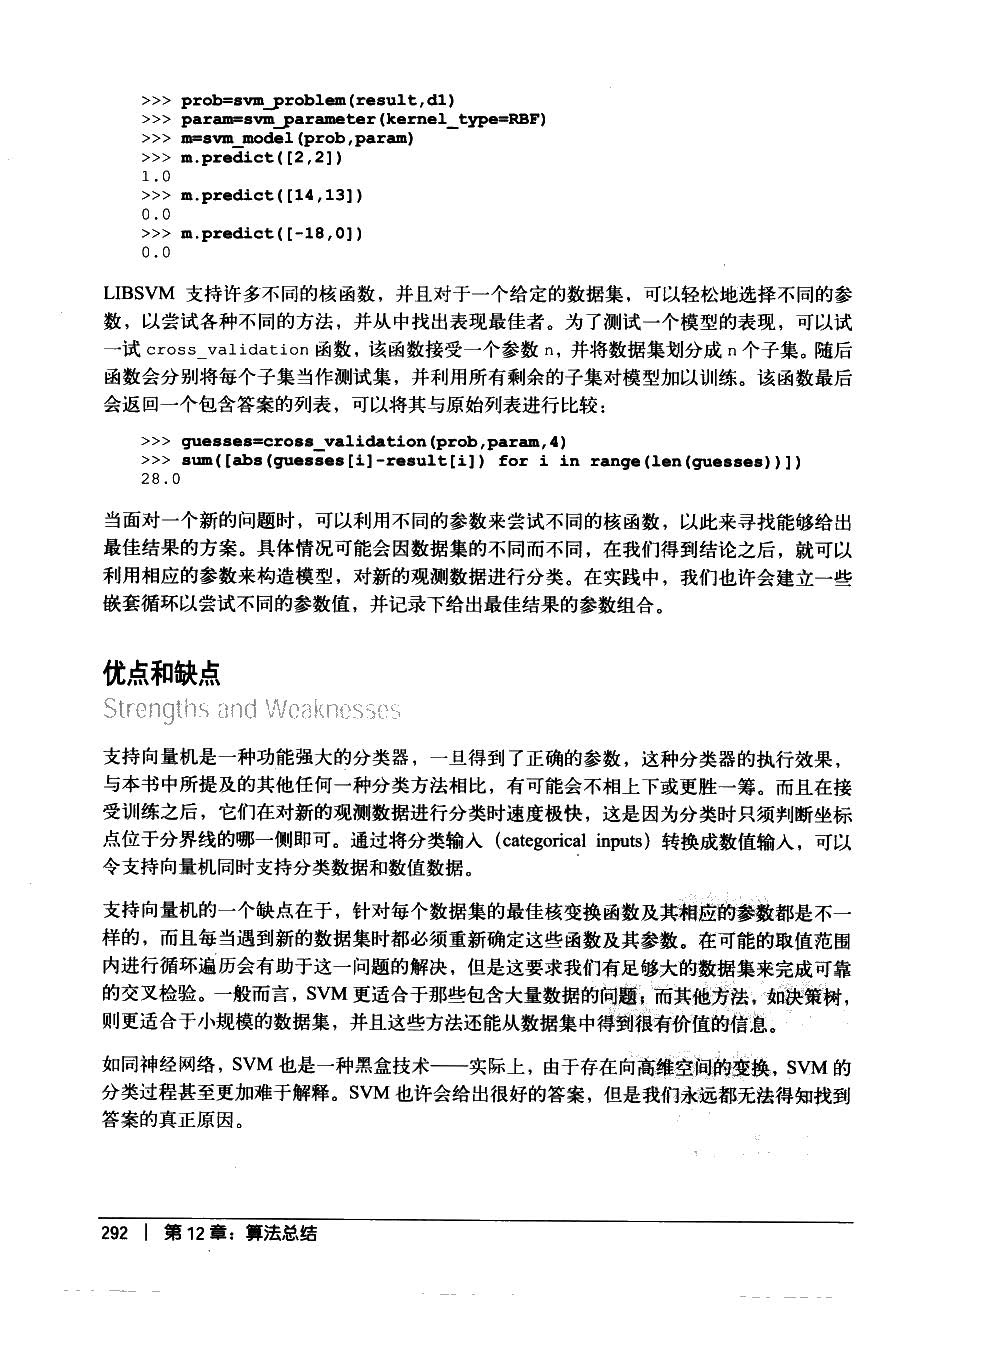 >>> prob=svm_problem(result,d1)
>>> param=svm_parameter(kernel_type=RBF)
>>> m=svm_model(prob,param)
>>> m.predict([2,2])
1.0
>>> m.predict([14,13])
0.0
>>> m.predict([-18,0])
0.0
LIBSVM 支持许多不同的核函数，并且对于一个给定的数据集，可以轻松地选择不同的参
数，以尝试各种不同的方法，并从中找出表现最佳者。为了测试一个模型的表现，可以试
一试 cross_validation 函数，该函数接受一个参数 n，并将数据集划分成 n 个子集。随后
函数会分别将每个子集当作测试集，并利用所有剩余的子集对模型加以训练。该函数最后
会返回一个包含答案的列表，可以将其与原始列表进行比较：
>>> guesses=cross_validation(prob,param,4)
>>> sum([abs(guesses[i]-result[i]) for i in range(len(guesses))])
28.0
当面对一个新的问题时，可以利用不同的参数来尝试不同的核函数，以此来寻找能够给出
最佳结果的方案。具体情况可能会因数据集的不同而不同，在我们得到结论之后，就可以
利用相应的参数来构造模型，对新的观测数据进行分类。在实践中，我们也许会建立一些
嵌套循环以尝试不同的参数值，并记录下给出最佳结果的参数组合。
优点和缺点
Strengths and Weaknesses
支持向量机是一种功能强大的分类器，一旦得到了正确的参数，这种分类器的执行效果，
与本书中所提及的其他任何一种分类方法相比，有可能会不相上下或更胜一筹。而且在接
受训练之后，它们在对新的观测数据进行分类时速度极快，这是因为分类时只须判断坐标
点位于分界线的哪一侧即可。通过将分类输入（categorical inputs）转换成数值输入，可以
令支持向量机同时支持分类数据和数值数据。
支持向量机的一个缺点在于，针对每个数据集的最佳核变换函数及其相应的参数都是不一
样的，而且每当遇到新的数据集时都必须重新确定这些函数及其参数。在可能的取值范围
内进行循环遍历会有助于这一问题的解决，但是这要求我们有足够大的数据集来完成可靠
的交叉检验。一般而言，SVM 更适合于那些包含大量数据的问题；而其他方法，如决策树，
则更适合于小规模的数据集，并且这些方法还能从数据集中得到很有价值的信息。
如同神经网络，SVM 也是一种黑盒技术——实际上，由于存在向高维空间的变换，SVM 的
分类过程甚至更加难于解释。SVM 也许会给出很好的答案，但是我们永远都无法得知找到
答案的真正原因。
292 | 第 12 章：算法总结